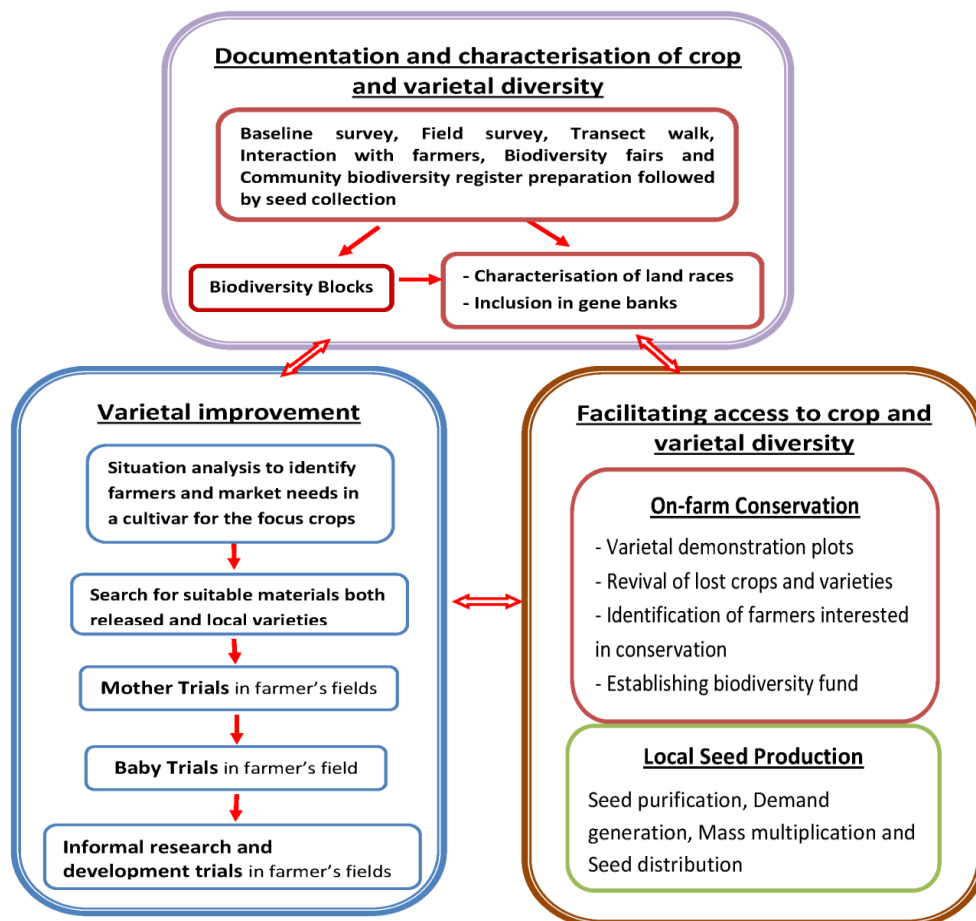 Documentation and characterisation of crop
and varietal diversity
Baseline survey, Field survey, Transect walk,
Interaction with farmers, Biodiversity fairs and
Community biodiversity register preparation followed
by seed collection
Biodiversity Blocks
- Characterisation of land races
- Inclusion in gene banks
Varietal improvement
Situation analysis to identify
farmers and market needs in
a cultivar for the focus crops
Search for suitable materials both
released and local varieties
Mother Trials in farmer's fields
Baby Trials in farmer's field
Informal research and
development trials in farmer's fields
Facilitating access to crop and
varietal diversity
On-farm Conservation
- Varietal demonstration plots
- Revival of lost crops and varieties
- Identification of farmers interested
in conservation
- Establishing biodiversity fund
Local Seed Production
Seed purification, Demand
generation, Mass multiplication and
Seed distribution